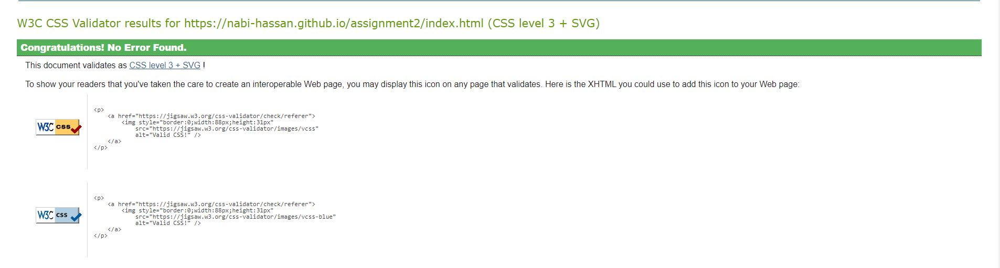 W3C CSS Validator results for https://nabi-hassan.github.io/assignment2/index.html (CSS level 3 + SVG)
Congratulations! No Error Found.
This document validates as CSS level 3 + SVG !
To show your readers that you've taken the care to create an interoperable Web page, you may display this icon on any page that validates. Here is the XHTML you could use to add this icon to your Web page:
W3C css
<p>
    <a href="https://jigsaw.w3.org/css-validator/check/referer">
        <img style="border:0;width:88px;height:31px"
            src="https://jigsaw.w3.org/css-validator/images/vcss"
            alt="Valid CSS!" />
    </a>
</p>
W3C css
<p>
    <a href="https://jigsaw.w3.org/css-validator/check/referer">
        <img style="border:0;width:88px;height:31px"
            src="https://jigsaw.w3.org/css-validator/images/vcss-blue"
            alt="Valid CSS!" />
    </a>
</p>